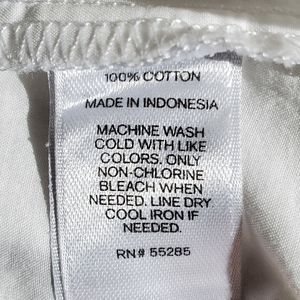 100% COTTON
MADE IN INDONESIA
MACHINE WASH
COLD WITH LIKE
COLORS. ONLY
NON-CHLORINE
BLEACH WHEN
NEEDED. LINE DRY.
COOL IRON IF
NEEDED.
RN# 55285